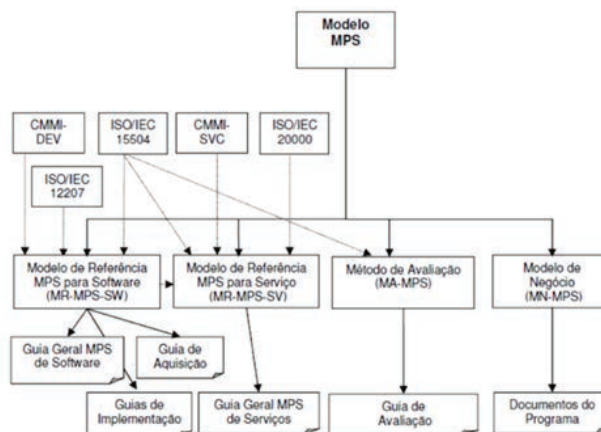 Modelo
MPS
CMMI-
DEV
ISO/IEC
15504
CMMI-
SVC
ISO/IEC
20000
ISO/IEC
12207
Modelo de Referência
MPS para Software
(MR-MPS-SW)
Modelo de Referência
MPS para Serviço
(MR-MPS-SV)
Método de Avaliação
(MA-MPS)
Modelo de
Negócio
(MN-MPS)
Guia Geral MPS
de Software
Guia de
Aquisição
Guias de
Implementação
Guia Geral MPS
de Serviços
Guia de
Avaliação
Documentos do
Programa